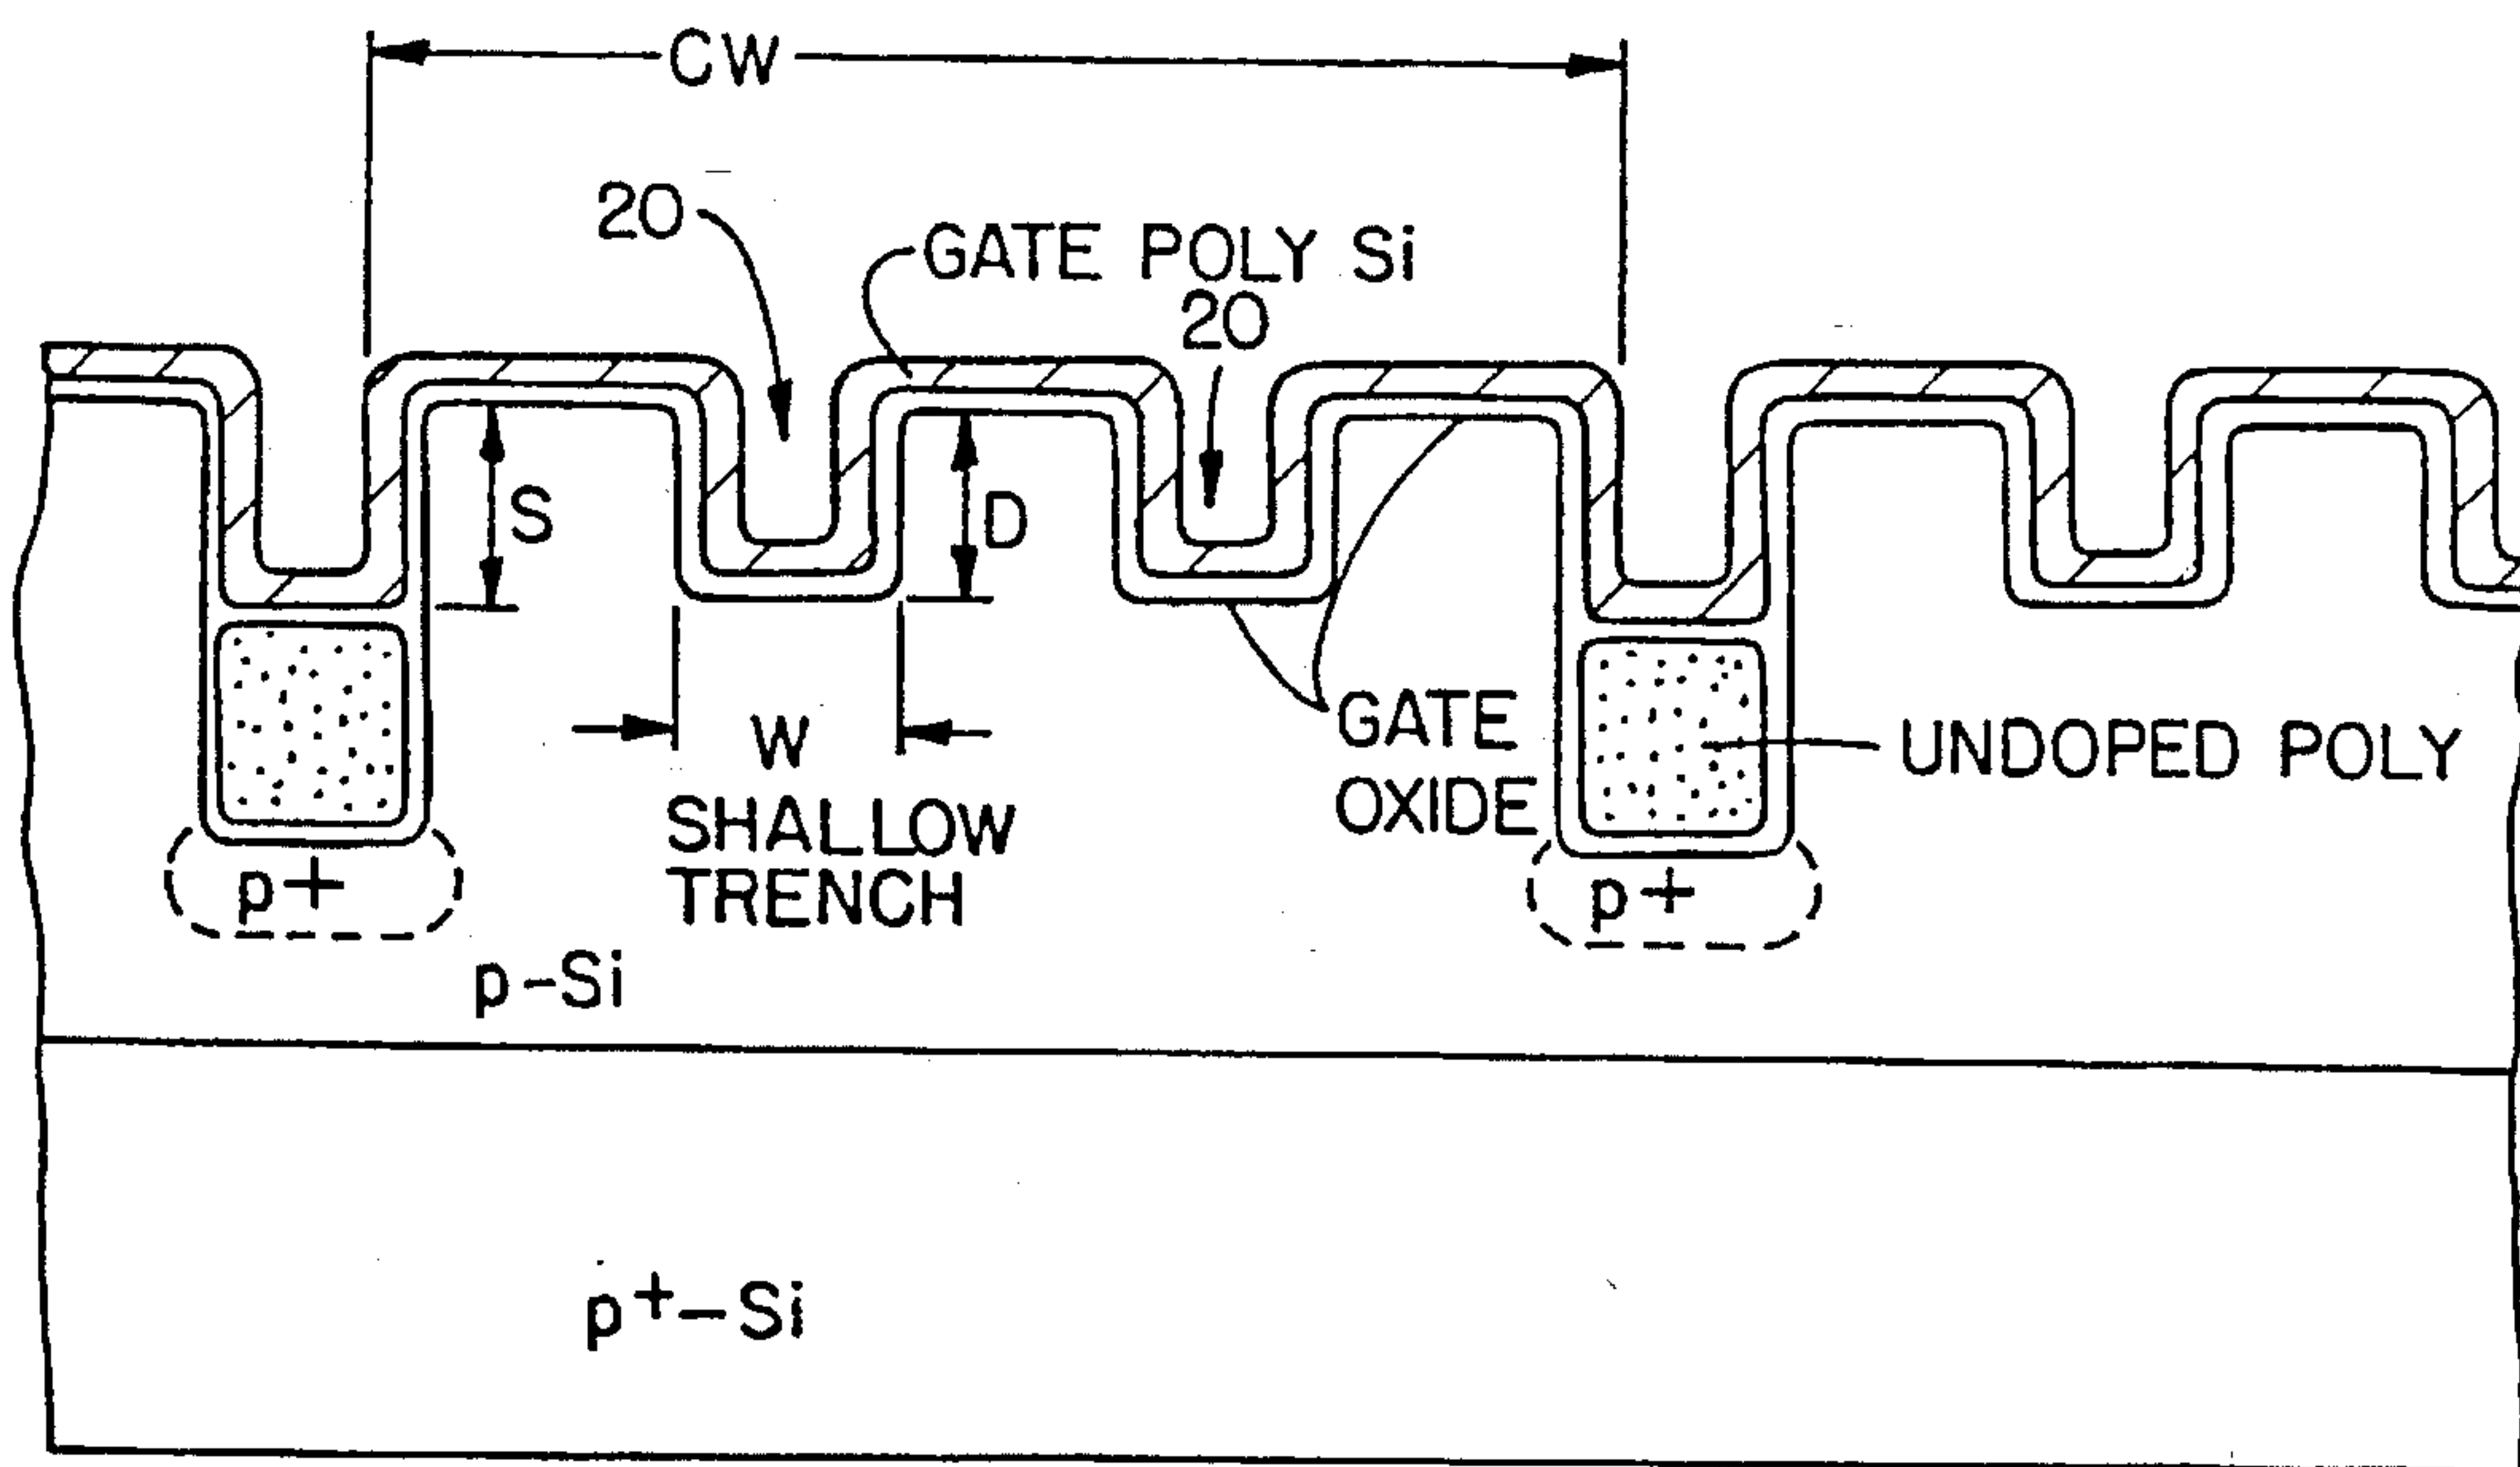 CW
20
GATE POLY Si
20
S
D
W
SHALLOW
TRENCH
GATE
OXIDE
UNDOPED POLY
p+
p+
p-Si
p+-Si